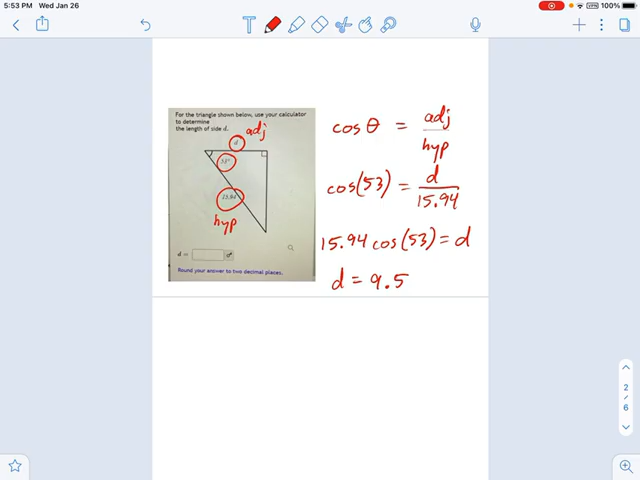 5:53 PM Wed Jan 26
100%
T
For the triangle shown below, use your calculator
to determine
the length of side d.
adj
d
53°
15.94
hyp
d =
Round your answer to two decimal places.
cos θ = adj
hyp
cos(53) = d
15.94
15.94 cos(53) = d
d = 9.5
2
/
6